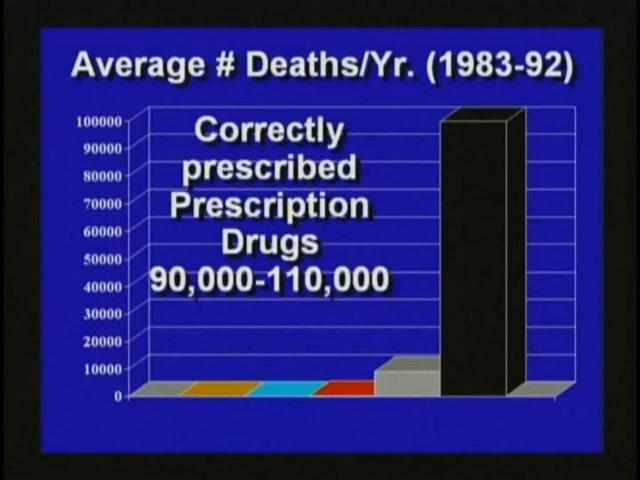 Average # Deaths/Yr. (1983-92)
Correctly
prescribed
Prescription
Drugs
90,000-110,000
100000
90000
80000
70000
60000
50000
40000
30000
20000
10000
0